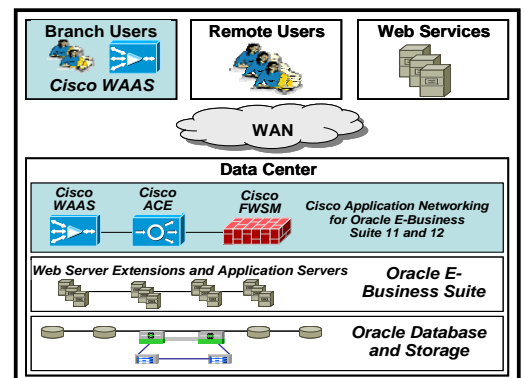 Branch Users
Cisco WAAS
Remote Users
Web Services
WAN
Data Center
Cisco
WAAS
Cisco
ACE
Cisco
FWSM
Cisco Application Networking
for Oracle E-Business
Suite 11 and 12
Web Server Extensions and Application Servers
Oracle E-
Business Suite
Oracle Database
and Storage